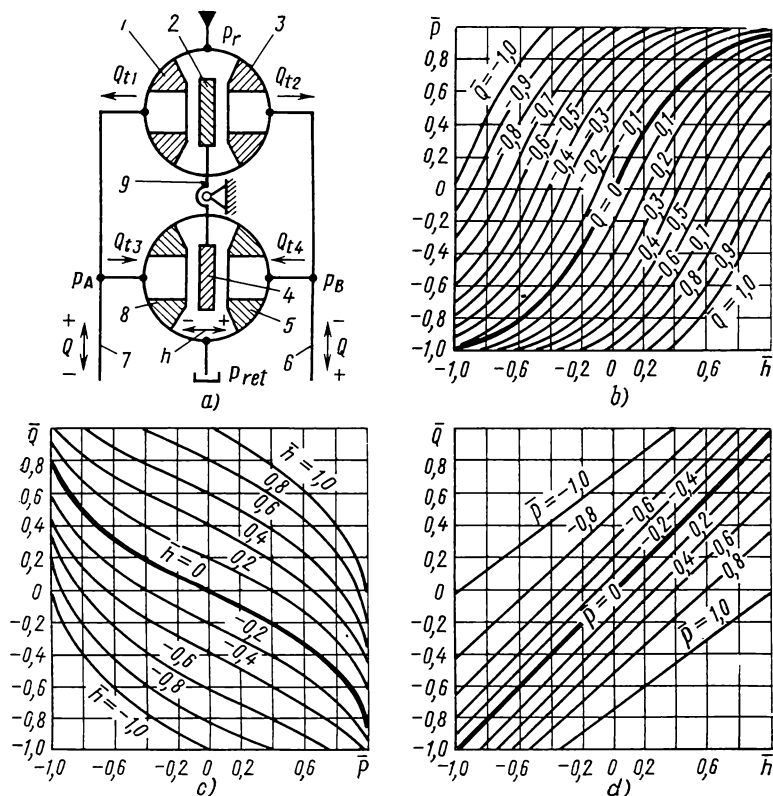 1 2 3
p_r
Q_t1 Q_t2
9
Q_t3 Q_t4
p_A p_B
4
8 5
- +
+ h -
Q Q
- 7 6 +
p_ret
a)
p̄
0,8
0,6
0,4
0,2
0
-0,2
-0,4
-0,6
-0,8
-1,0
Q̄=-1,0
-0,9
-0,8
-0,7
-0,6
-0,5
-0,4
-0,3
-0,2
-0,1
Q̄=0
0,1
0,2
0,3
0,4
0,5
0,6
0,7
0,8
0,9
Q̄=1,0
-1,0 -0,6 -0,2 0 0,2 0,6 h̄
b)
Q̄
0,8
0,6
0,4
0,2
0
-0,2
-0,4
-0,6
-0,8
-1,0
h̄=1,0
0,8
0,6
0,4
0,2
h̄=0
-0,2
-0,4
-0,6
-0,8
h̄=-1,0
-1,0 -0,6 -0,2 0 0,2 0,6 p̄
c)
Q̄
0,8
0,6
0,4
0,2
0
-0,2
-0,4
-0,6
-0,8
-1,0
p̄=-1,0
-0,8
-0,6
-0,4
-0,2
p̄=0
0,2
0,4
0,6
0,8
p̄=1,0
-1,0 -0,6 -0,2 0 0,2 0,6 h̄
d)